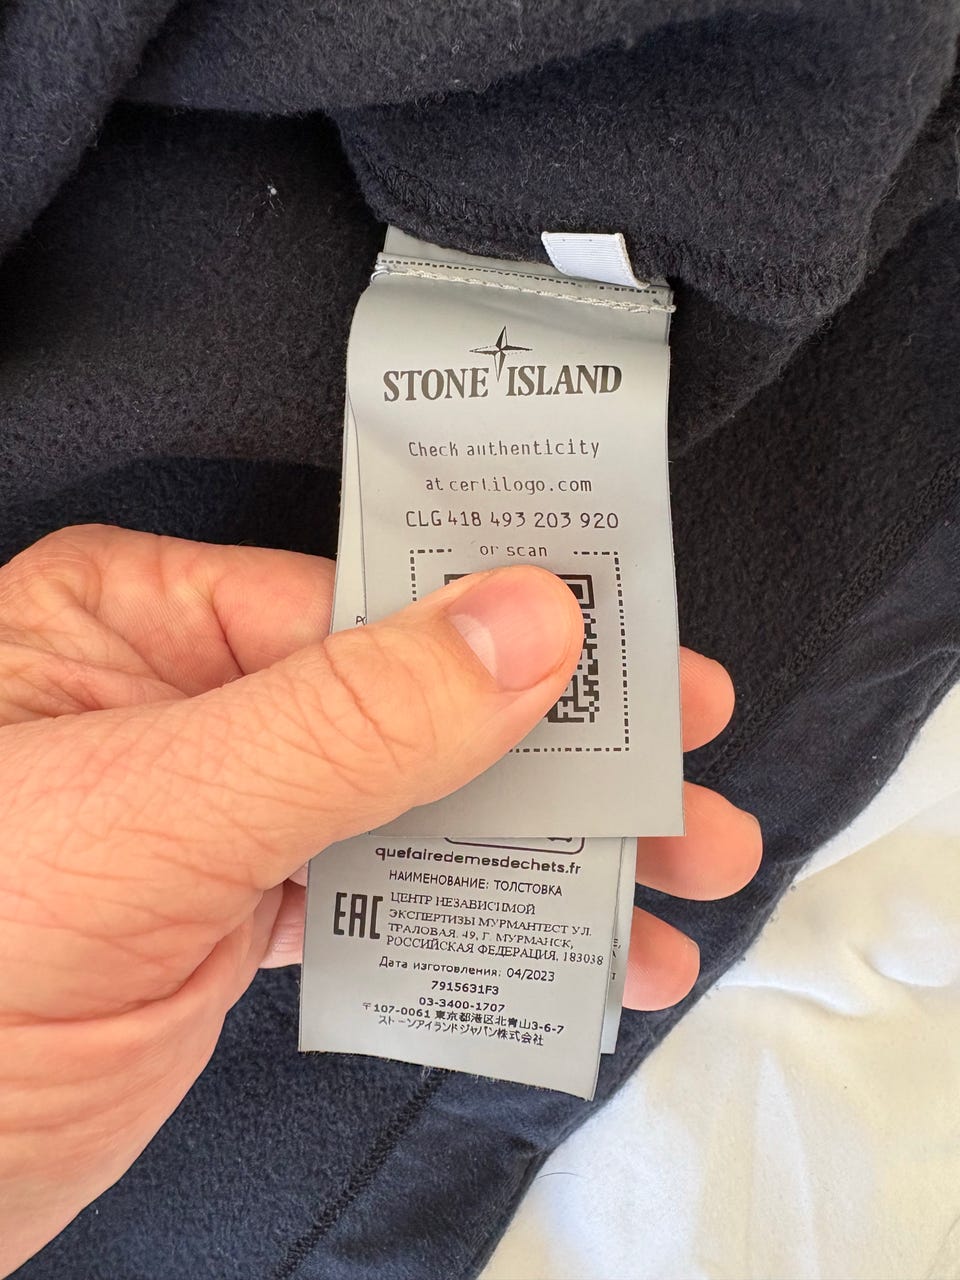 STONE ISLAND
Check authenticity
at certilogo.com
CLG 418 493 203 920
or scan
quefairedemesdechets.fr
НАИМЕНОВАНИЕ: ТОЛСТОВКА
EAC
ЦЕНТР НЕЗАВИСИМОЙ
ЭКСПЕРТИЗЫ МУРМАНТЕСТ УЛ.
ТРАЛОВАЯ. 49, Г. МУРМАНСК,
РОССИЙСКАЯ ФЕДЕРАЦИЯ, 183038
Дата изготовления: 04/2023
7915631F3
03-3400-1707
〒107-0061 東京都港区北青山3-6-7
ストーンアイランドジャパン株式会社